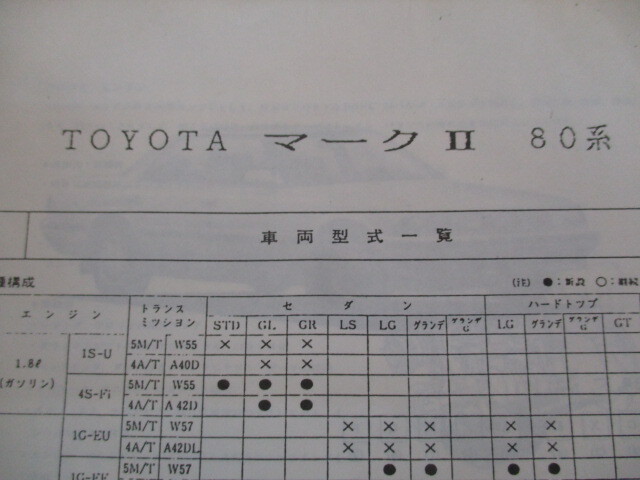 TOYOTA マークII 80系
車両型式一覧
種構成 (注) ●:新設 ○:継続
エンジン トランスミッション セダン ハードトップ
STD GL GR LS LG グランデ グランデG LG グランデ グランデG GT
1.8ℓ (ガソリン) 1S-U 5M/T W55 × × ×
4A/T A40D × ×
4S-Fi 5M/T W55 ● ● ●
4A/T A42D ● ●
1G-EU 5M/T W57 × × × × ×
4A/T A42DL × × × × ×
5M/T W57 ● ● ● ●